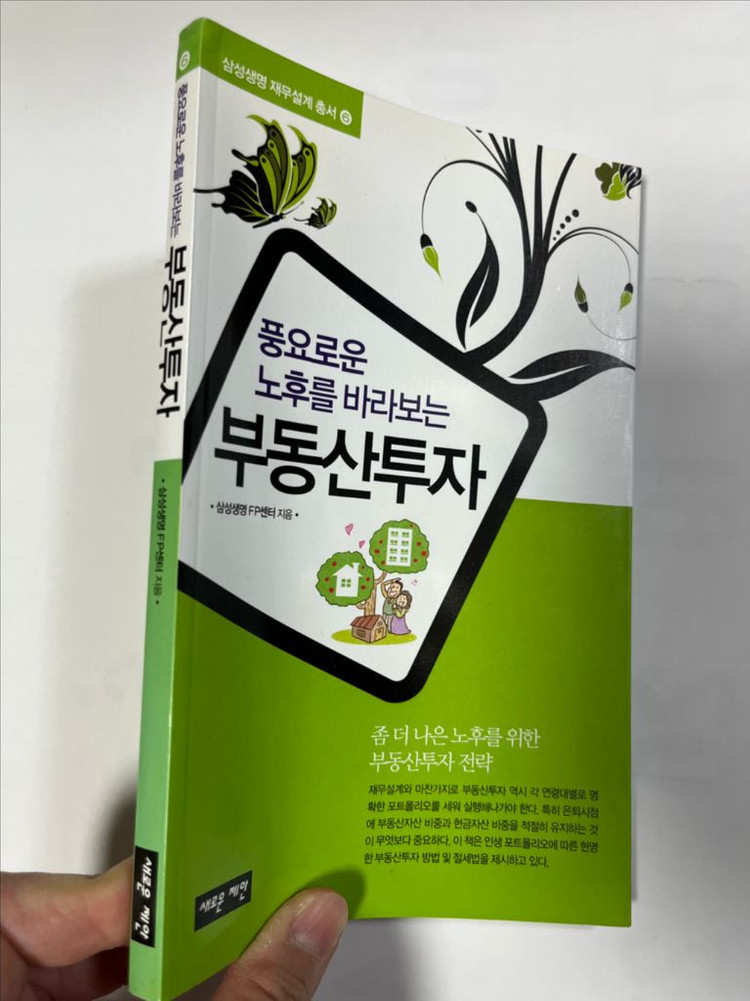 삼성생명 재무설계 총서 ⑥
풍요로운
노후를 바라보는
부동산투자
• 삼성생명 FP센터 지음 •
좀 더 나은 노후를 위한
부동산투자 전략
재무설계와 마찬가지로 부동산투자 역시 각 연령대별로 명
확한 포트폴리오를 세워 실행해나가야 한다. 특히 은퇴시점
에 부동산자산 비중과 현금자산 비중을 적절히 유지하는 것
이 무엇보다 중요하다. 이 책은 인생 포트폴리오에 따른 현명
한 부동산투자 방법 및 절세법을 제시하고 있다.
새로운 제안
⑥
풍요로운 노후를 바라보는
부동산투자
• 삼성생명 FP센터 지음 •
새로운 제안